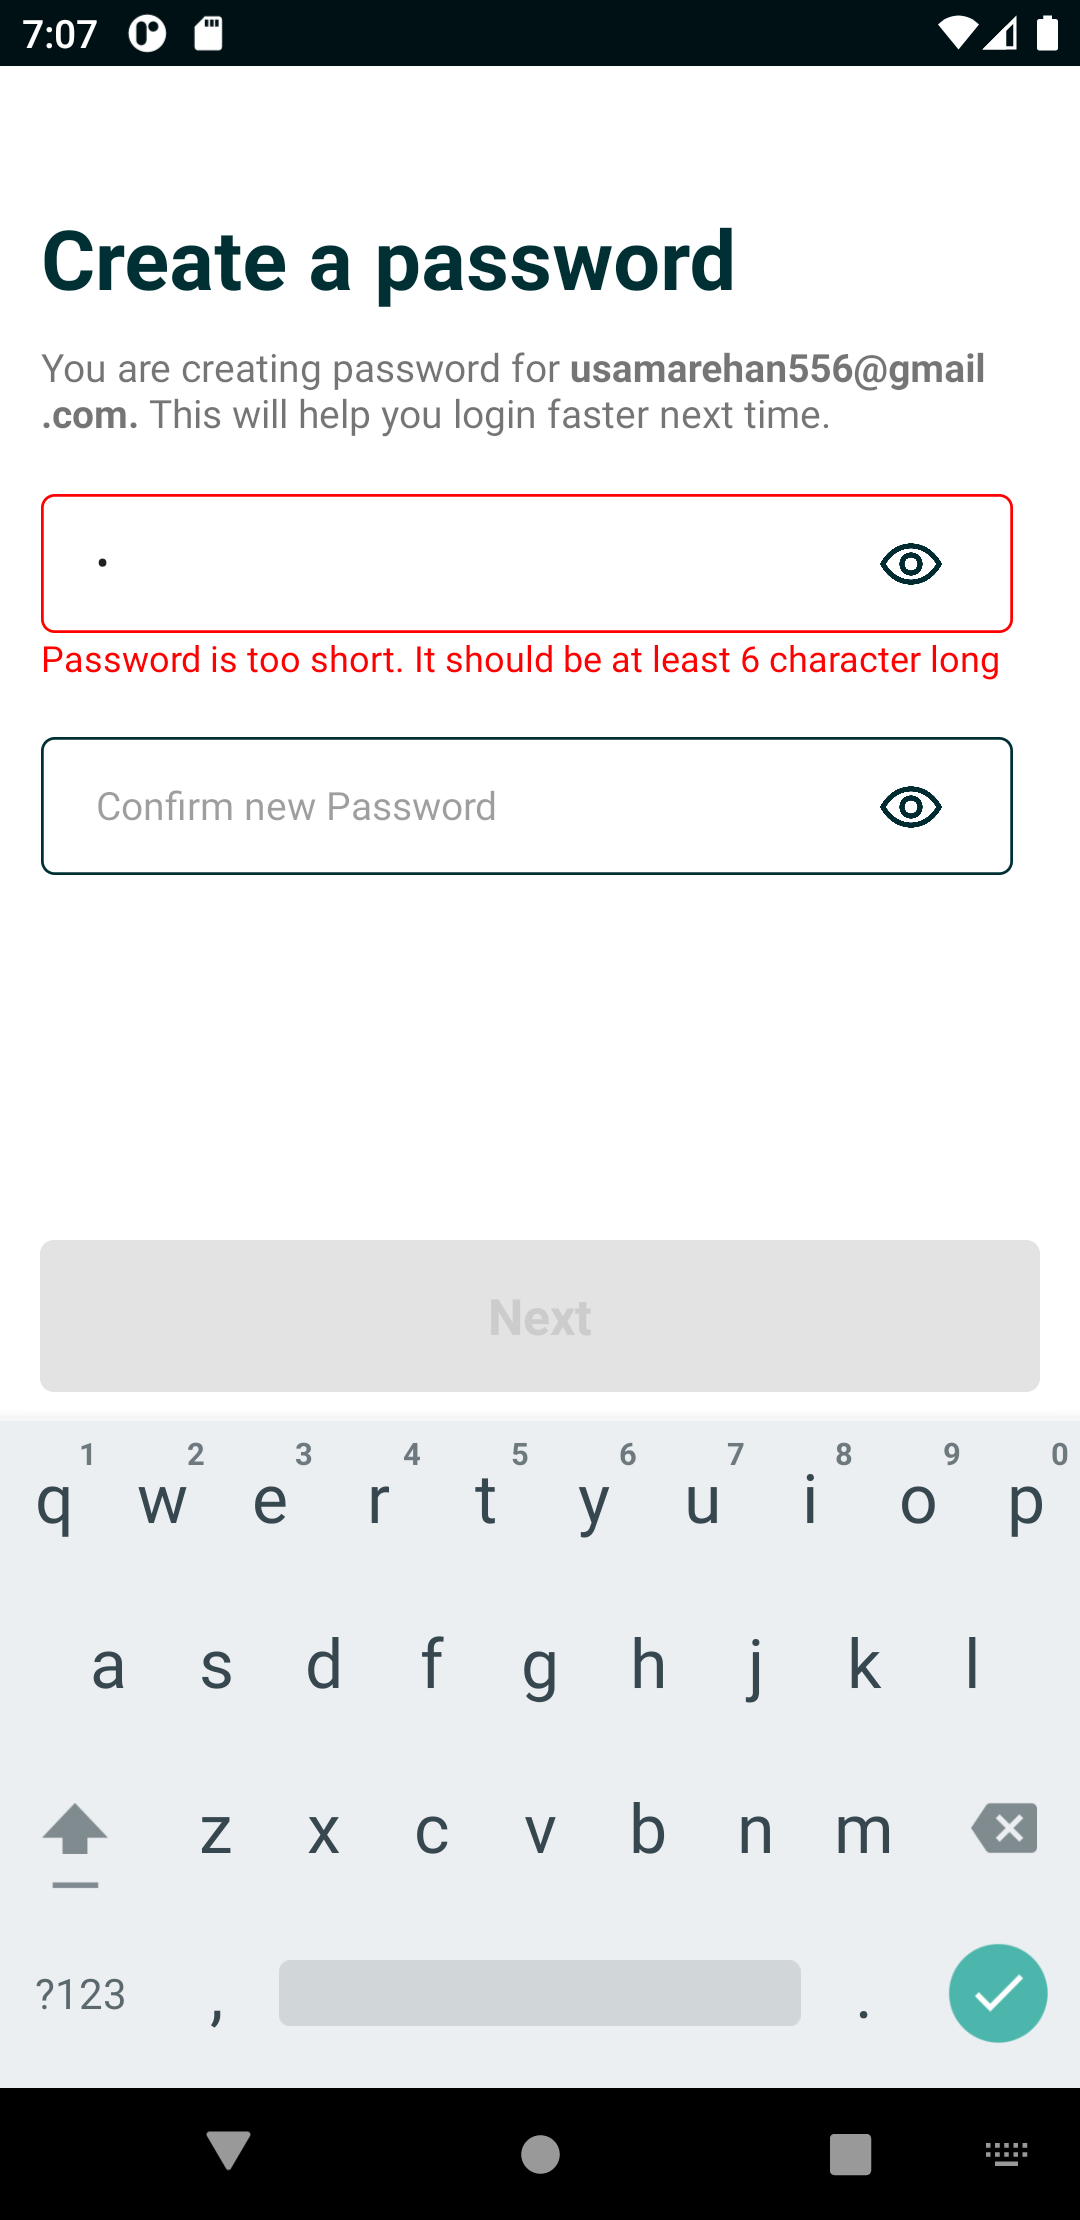 7:07
Create a password
You are creating password for usamarehan556@gmail
.com. This will help you login faster next time.
•
Password is too short. It should be at least 6 character long
Confirm new Password
Next
1 2 3 4 5 6 7 8 9 0
q w e r t y u i o p
a s d f g h j k l
z x c v b n m
?123 , .